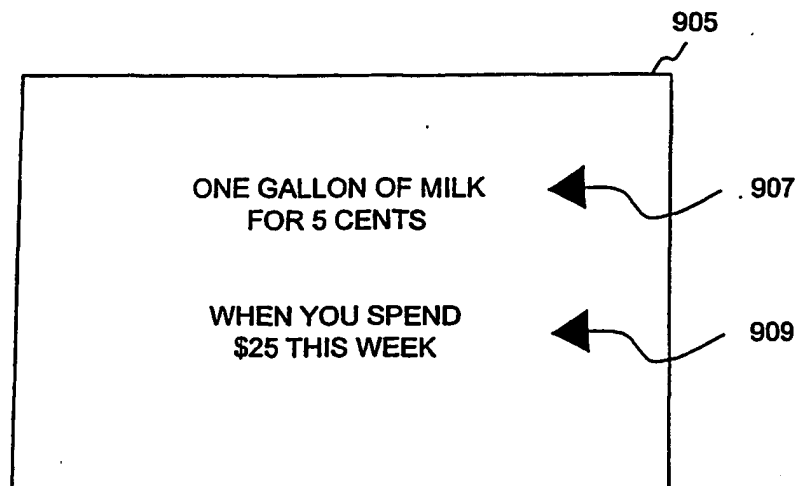 905
ONE GALLON OF MILK
FOR 5 CENTS
907
WHEN YOU SPEND
$25 THIS WEEK
909